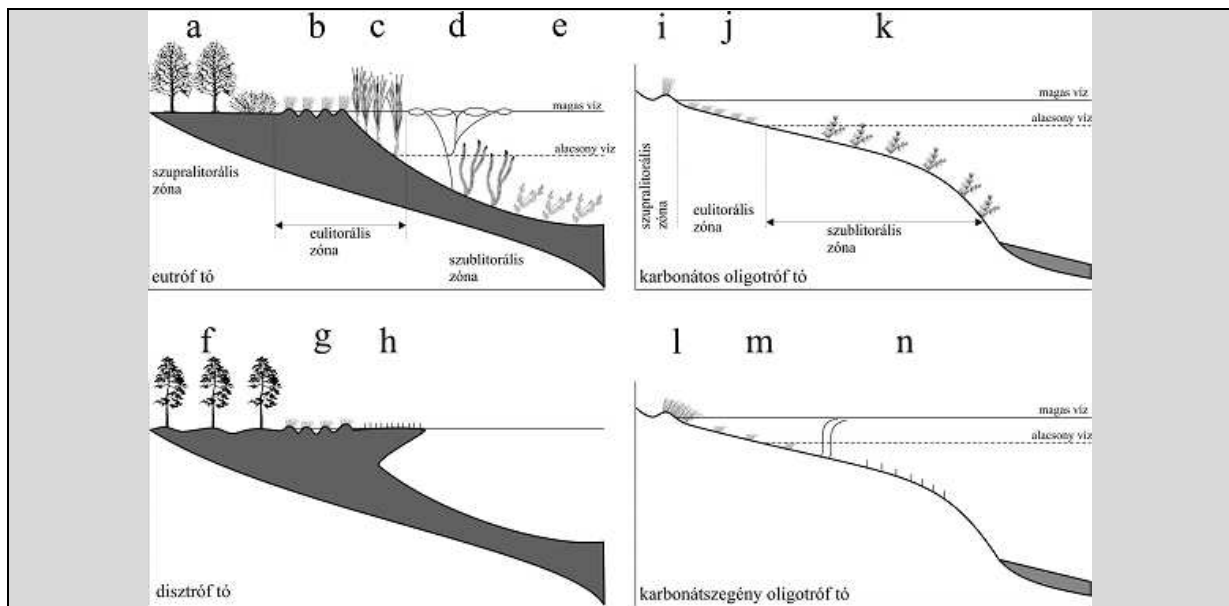 a b c d e
magas víz
alacsony víz
szupralitorális
zóna
eulitorális
zóna
szublitorális
zóna
eutróf tó
i j k
magas víz
alacsony víz
szupralitorális
zóna
eulitorális
zóna
szublitorális
zóna
karbonátos oligotróf tó
f g h
disztróf tó
l m n
magas víz
alacsony víz
karbonátszegény oligotróf tó